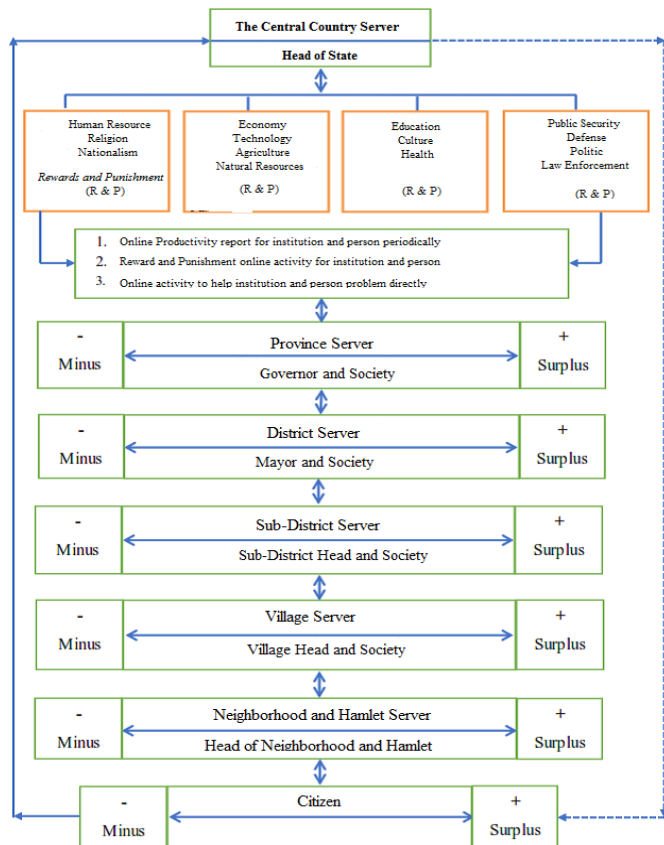 The Central Country Server
Head of State
Human Resource
Religion
Nationalism
Rewards and Punishment
(R & P)
Economy
Technology
Agriculture
Natural Resources
(R & P)
Education
Culture
Health
(R & P)
Public Security
Defense
Politic
Law Enforcement
(R & P)
1. Online Productivity report for institution and person periodically
2. Reward and Punishment online activity for institution and person
3. Online activity to help institution and person problem directly
-
Minus
Province Server
Governor and Society
+
Surplus
-
Minus
District Server
Mayor and Society
+
Surplus
-
Minus
Sub-District Server
Sub-District Head and Society
+
Surplus
-
Minus
Village Server
Village Head and Society
+
Surplus
-
Minus
Neighborhood and Hamlet Server
Head of Neighborhood and Hamlet
+
Surplus
-
Minus
Citizen
+
Surplus